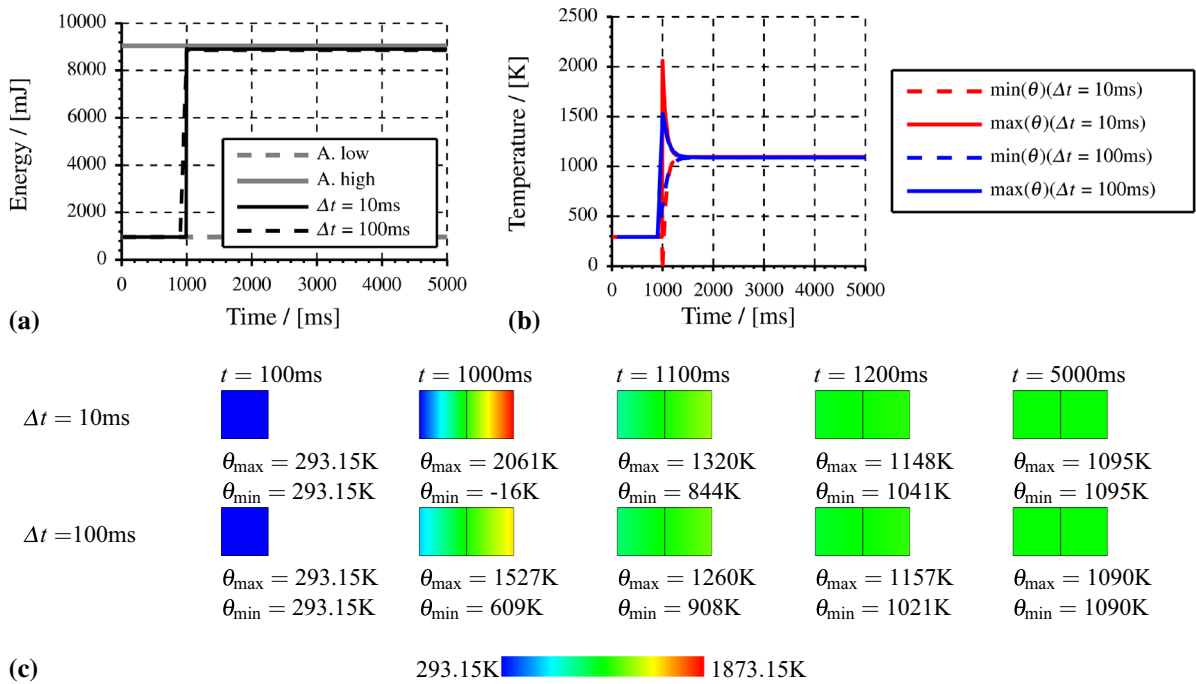 10000
8000
6000
4000
2000
0
Energy / [mJ]
A. low
A. high
Δt = 10ms
Δt = 100ms
0 1000 2000 3000 4000 5000
Time / [ms]
(a)
2500
2000
1500
1000
500
0
Temperature / [K]
0 1000 2000 3000 4000 5000
Time / [ms]
(b)
min(θ)(Δt = 10ms)
max(θ)(Δt = 10ms)
min(θ)(Δt = 100ms)
max(θ)(Δt = 100ms)
t = 100ms t = 1000ms t = 1100ms t = 1200ms t = 5000ms
Δt = 10ms
θmax = 293.15K θmax = 2061K θmax = 1320K θmax = 1148K θmax = 1095K
θmin = 293.15K θmin = -16K θmin = 844K θmin = 1041K θmin = 1095K
Δt =100ms
θmax = 293.15K θmax = 1527K θmax = 1260K θmax = 1157K θmax = 1090K
θmin = 293.15K θmin = 609K θmin = 908K θmin = 1021K θmin = 1090K
(c)
293.15K 1873.15K